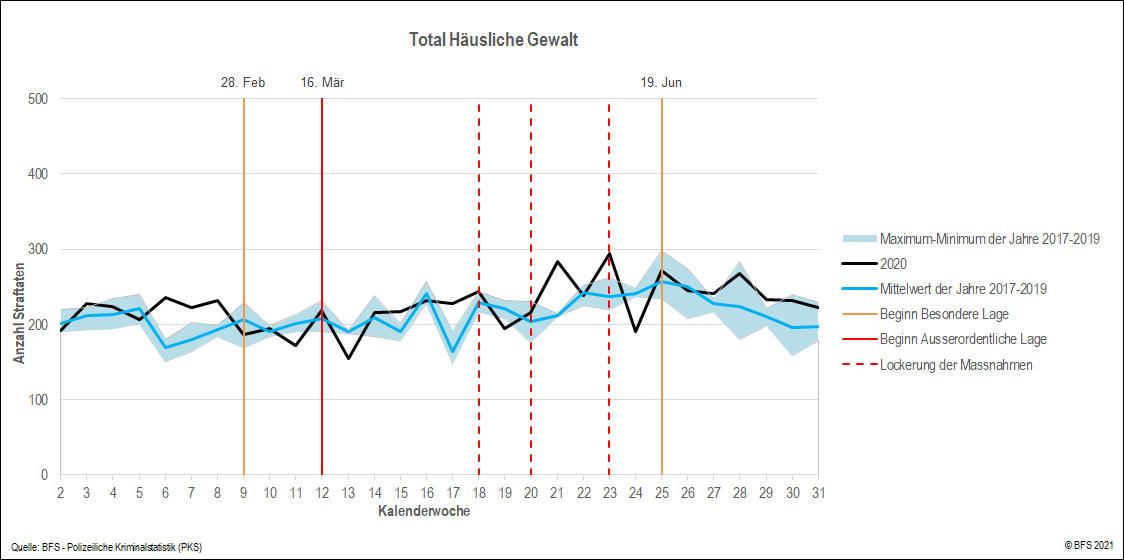 Total Häusliche Gewalt
28. Feb
16. Mär
19. Jun
500
400
300
200
100
0
Anzahl Straftaten
2 3 4 5 6 7 8 9 10 11 12 13 14 15 16 17 18 19 20 21 22 23 24 25 26 27 28 29 30 31
Kalenderwoche
Maximum-Minimum der Jahre 2017-2019
2020
Mittelwert der Jahre 2017-2019
Beginn Besondere Lage
Beginn Ausserordentliche Lage
Lockerung der Massnahmen
Quelle: BFS - Polizeiliche Kriminalstatistik (PKS)
© BFS 2021